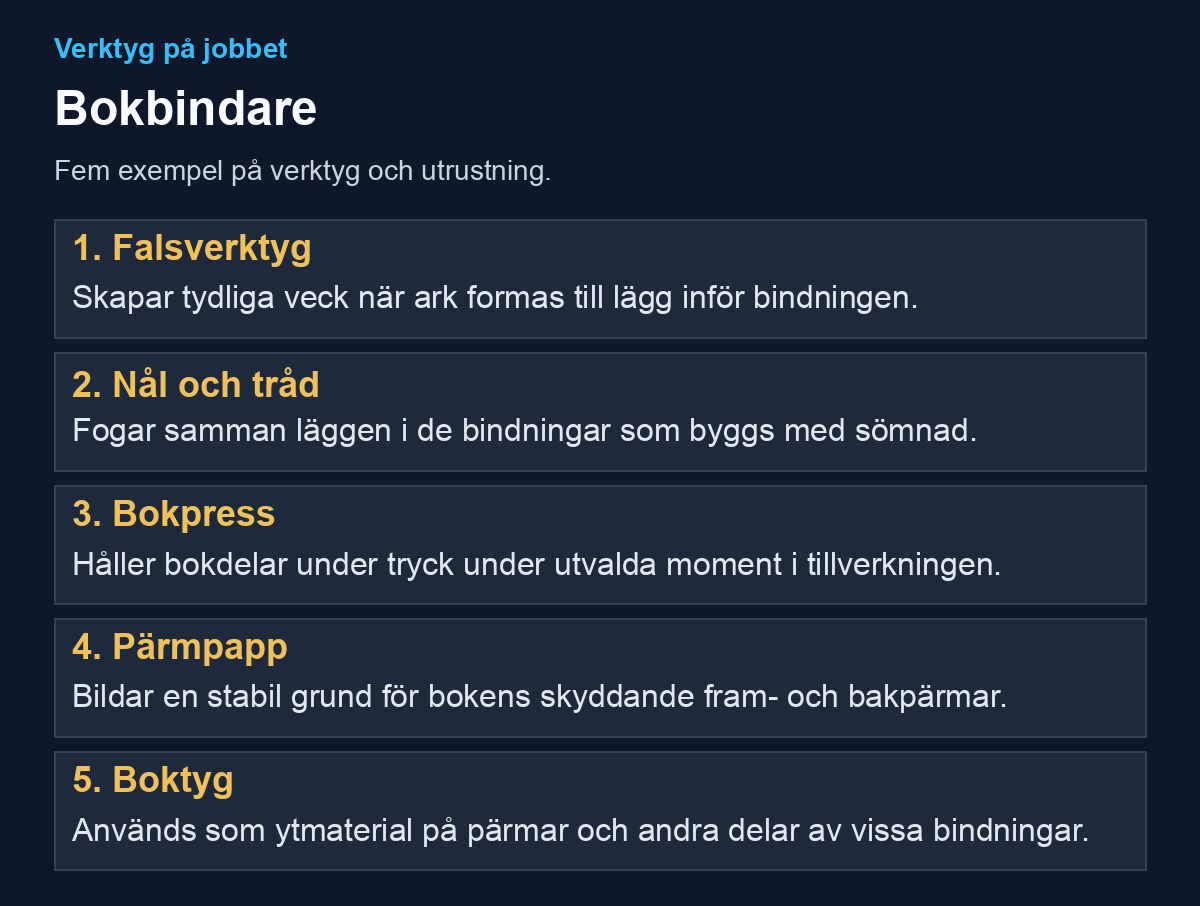 Verktyg på jobbet
Bokbindare
Fem exempel på verktyg och utrustning.
1. Falsverktyg
Skapar tydliga veck när ark formas till lägg inför bindningen.
2. Nål och tråd
Fogar samman läggen i de bindningar som byggs med sömnad.
3. Bokpress
Håller bokdelar under tryck under utvalda moment i tillverkningen.
4. Pärmpapp
Bildar en stabil grund för bokens skyddande fram- och bakpärmar.
5. Boktyg
Används som ytmaterial på pärmar och andra delar av vissa bindningar.